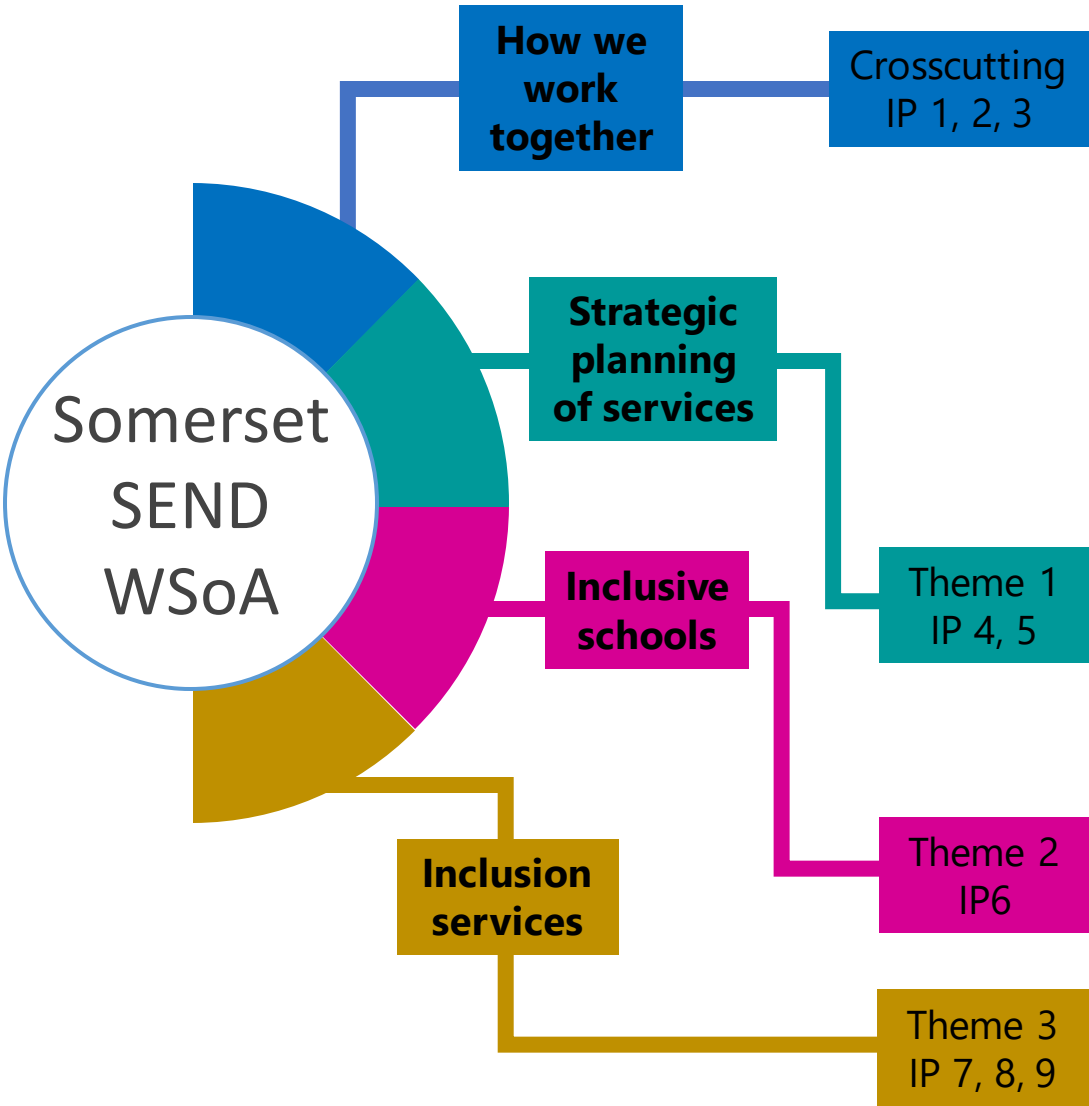 How we
work
together
Crosscutting
IP 1, 2, 3
Strategic
planning
of services
Somerset
SEND
WSoA
Theme 1
IP 4, 5
Inclusive
schools
Theme 2
IP6
Inclusion
services
Theme 3
IP 7, 8, 9